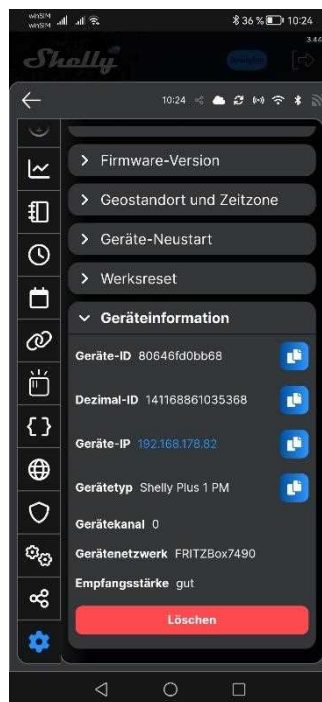 winSIM
winSIM
36 % 10:24
3.44
Shelly
10:24
Firmware-Version
Geostandort und Zeitzone
Geräte-Neustart
Werksreset
Geräteinformation
Geräte-ID 80646fd0bb68
Dezimal-ID 141168861035368
Geräte-IP 192.168.178.82
Gerätetyp Shelly Plus 1 PM
Gerätekanal 0
Gerätenetzwerk FRITZBox7490
Empfangsstärke gut
Löschen